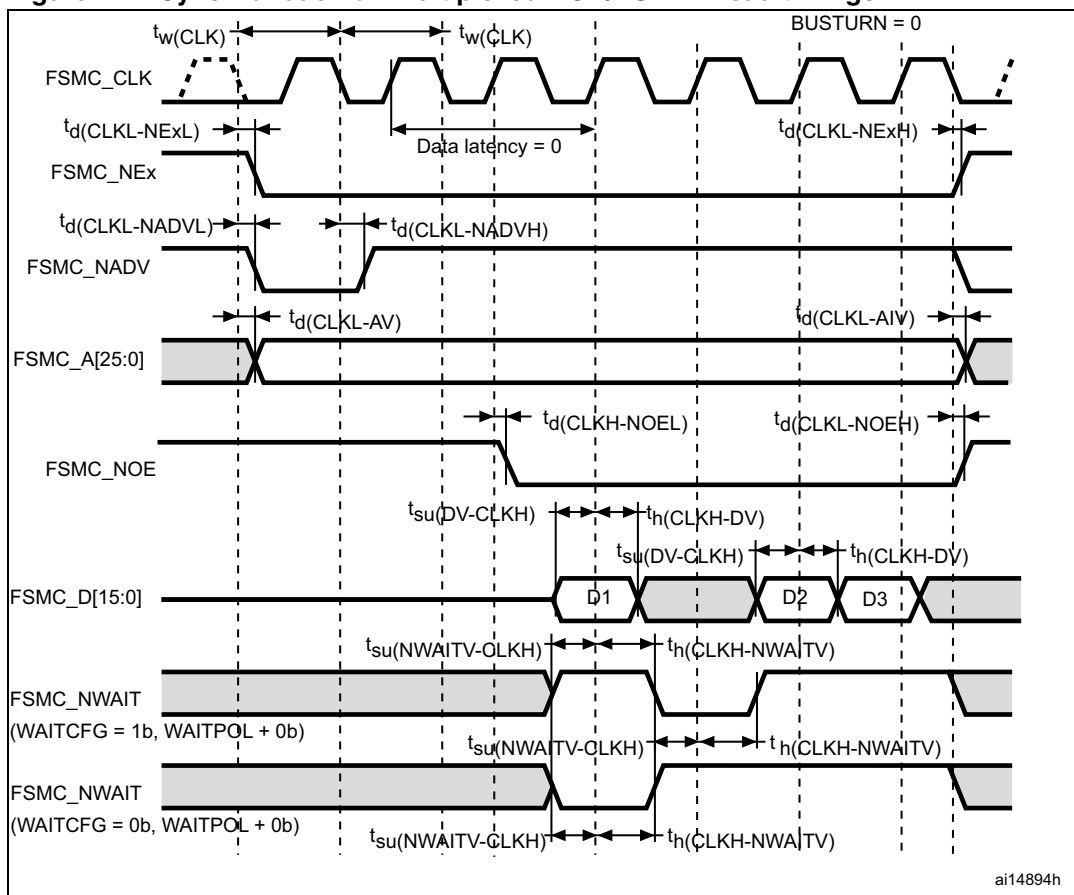 BUSTURN = 0
tw(CLK) tw(CLK)
FSMC_CLK
td(CLKL-NExL) Data latency = 0 td(CLKL-NExH)
FSMC_NEx
td(CLKL-NADVL) td(CLKL-NADVH)
FSMC_NADV
td(CLKL-AV) td(CLKL-AIV)
FSMC_A[25:0]
td(CLKH-NOEL) td(CLKL-NOEH)
FSMC_NOE
tsu(DV-CLKH) th(CLKH-DV)
tsu(DV-CLKH) th(CLKH-DV)
FSMC_D[15:0] D1 D2 D3
tsu(NWAITV-CLKH) th(CLKH-NWAITV)
FSMC_NWAIT
(WAITCFG = 1b, WAITPOL + 0b)
tsu(NWAITV-CLKH) th(CLKH-NWAITV)
FSMC_NWAIT
(WAITCFG = 0b, WAITPOL + 0b)
tsu(NWAITV-CLKH) th(CLKH-NWAITV)
ai14894h